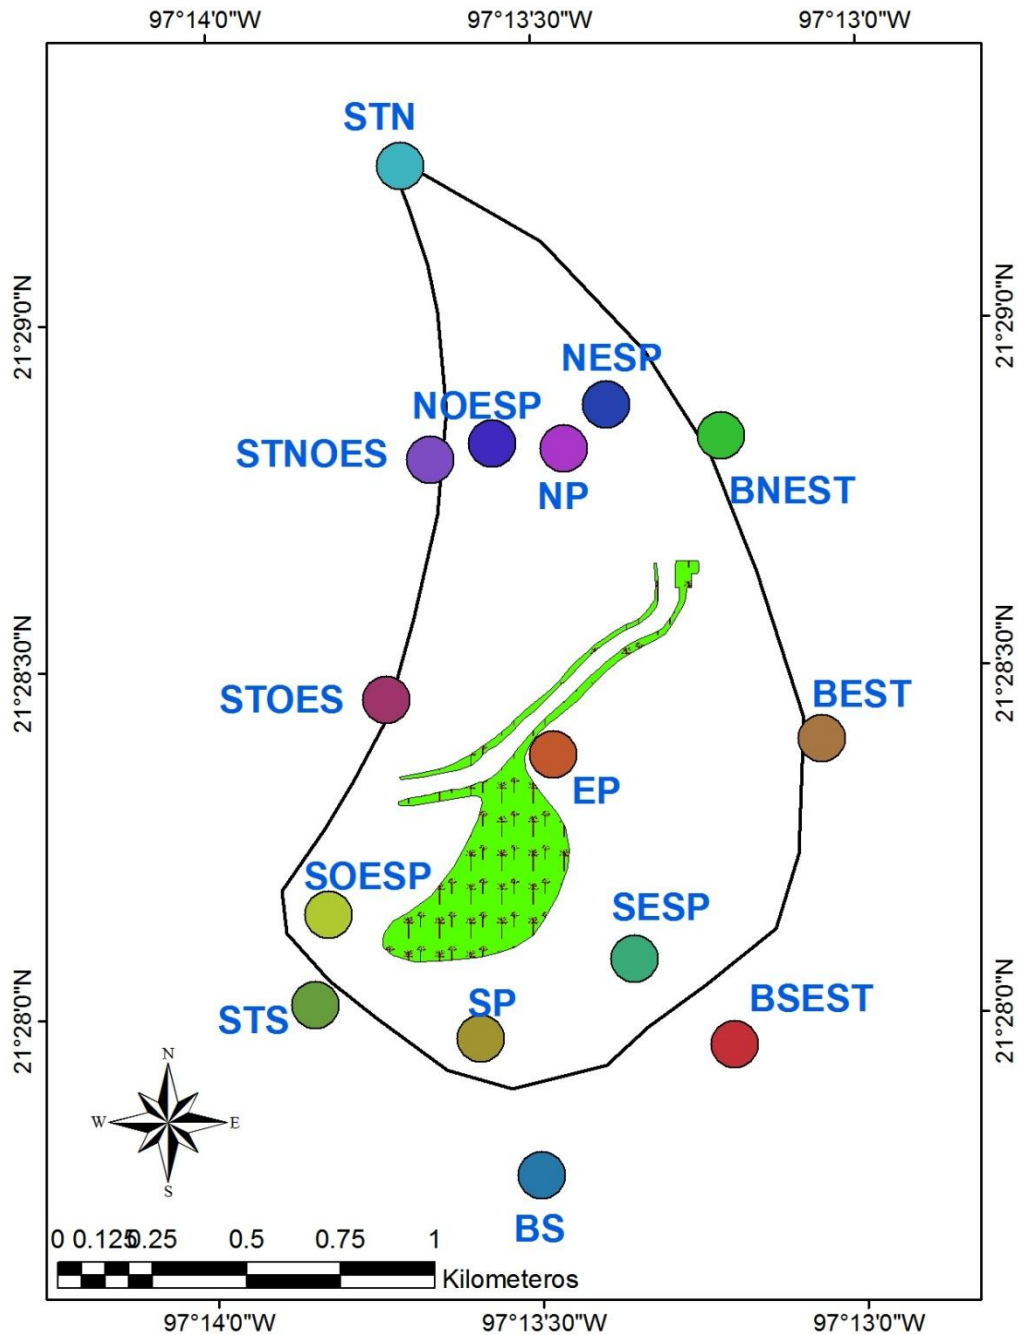 97°14'0"W 97°13'30"W 97°13'0"W
STN
21°29'0"N
21°29'0"N
NESP
NOESP
STNOES
NP
BNEST
21°28'30"N
21°28'30"N
STOES
BEST
EP
SOESP
SESP
SP
BSEST
STS
21°28'0"N
21°28'0"N
N
W E
S
BS
0 0.125 0.25 0.5 0.75 1
Kilometeros
97°14'0"W 97°13'30"W 97°13'0"W